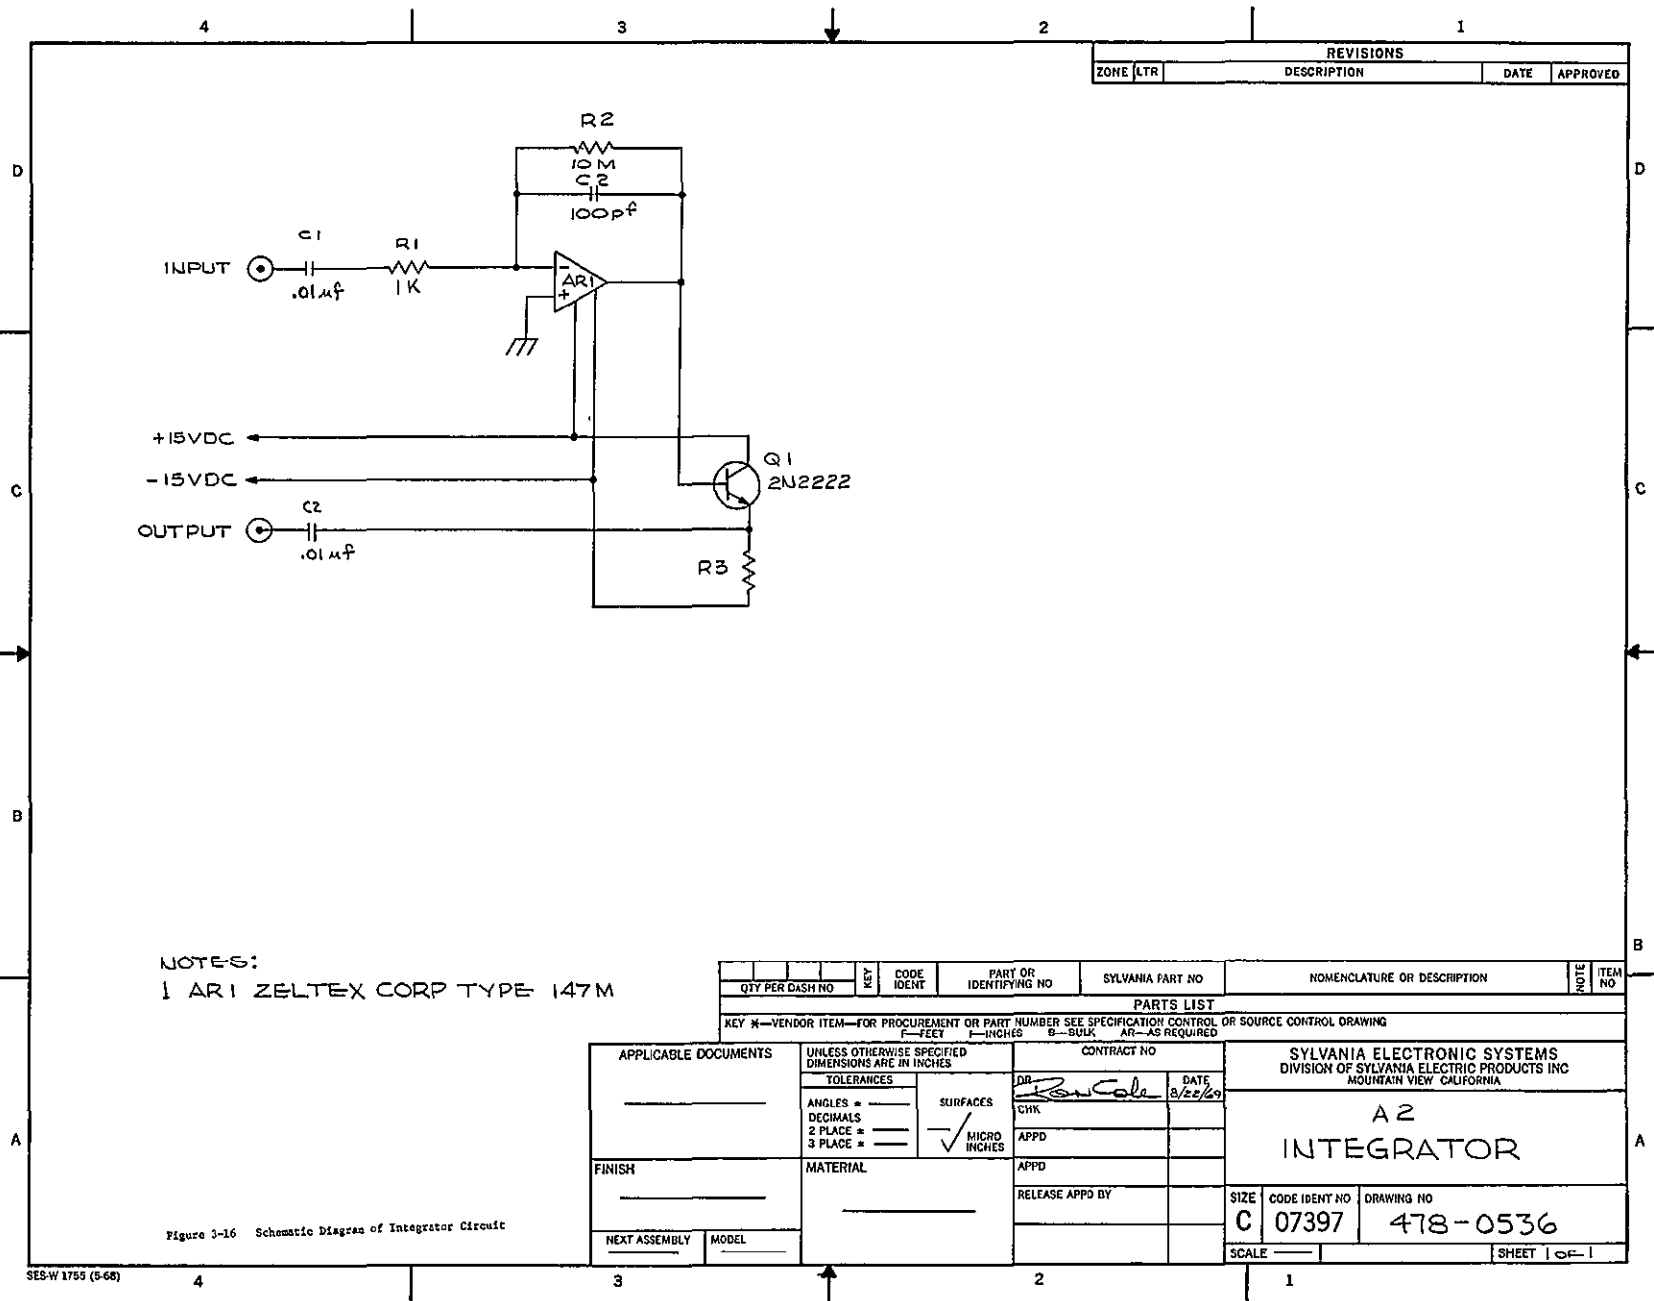 4 3 2 1
REVISIONS
ZONE LTR DESCRIPTION DATE APPROVED
R2
10 M
C2
100pf
D D
C1
R1
INPUT
.01µf
1K
-
AR1
+
+15VDC
Q1
2N2222
-15VDC
C C
C2
OUTPUT
.01µf
R3
B B
NOTES:
1 AR1 ZELTEX CORP TYPE 147M
QTY PER DASH NO KEY CODE IDENT PART OR IDENTIFYING NO SYLVANIA PART NO NOMENCLATURE OR DESCRIPTION NOTE ITEM NO
PARTS LIST
KEY ✳—VENDOR ITEM—FOR PROCUREMENT OR PART NUMBER SEE SPECIFICATION CONTROL OR SOURCE CONTROL DRAWING
F—FEET I—INCHES B—BULK AR—AS REQUIRED
APPLICABLE DOCUMENTS
UNLESS OTHERWISE SPECIFIED
DIMENSIONS ARE IN INCHES
TOLERANCES
ANGLES ±
DECIMALS
2 PLACE ±
3 PLACE ±
SURFACES
MICRO
INCHES
FINISH
MATERIAL
NEXT ASSEMBLY MODEL
CONTRACT NO
DR Ron Cole DATE 8/22/69
CHK
APPD
APPD
RELEASE APPD BY
SYLVANIA ELECTRONIC SYSTEMS
DIVISION OF SYLVANIA ELECTRIC PRODUCTS INC
MOUNTAIN VIEW CALIFORNIA
A2
INTEGRATOR
A A
SIZE CODE IDENT NO DRAWING NO
C 07397 478-0536
SCALE SHEET 1 OF 1
Figure 3-16 Schematic Diagram of Integrator Circuit
SES-W 1755 (5-68)
4 3 2 1